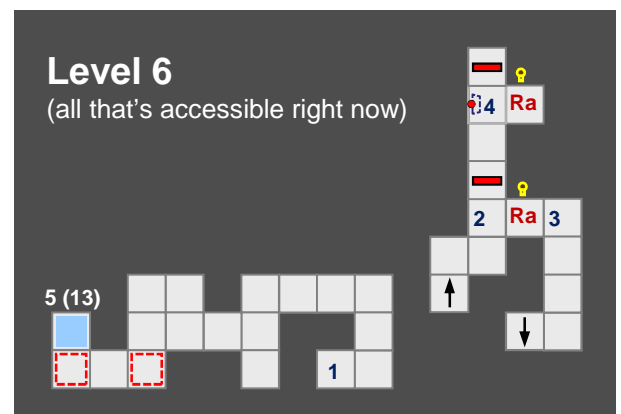 Level 6
(all that's accessible right now)
4 Ra
2 Ra 3
5 (13)
1